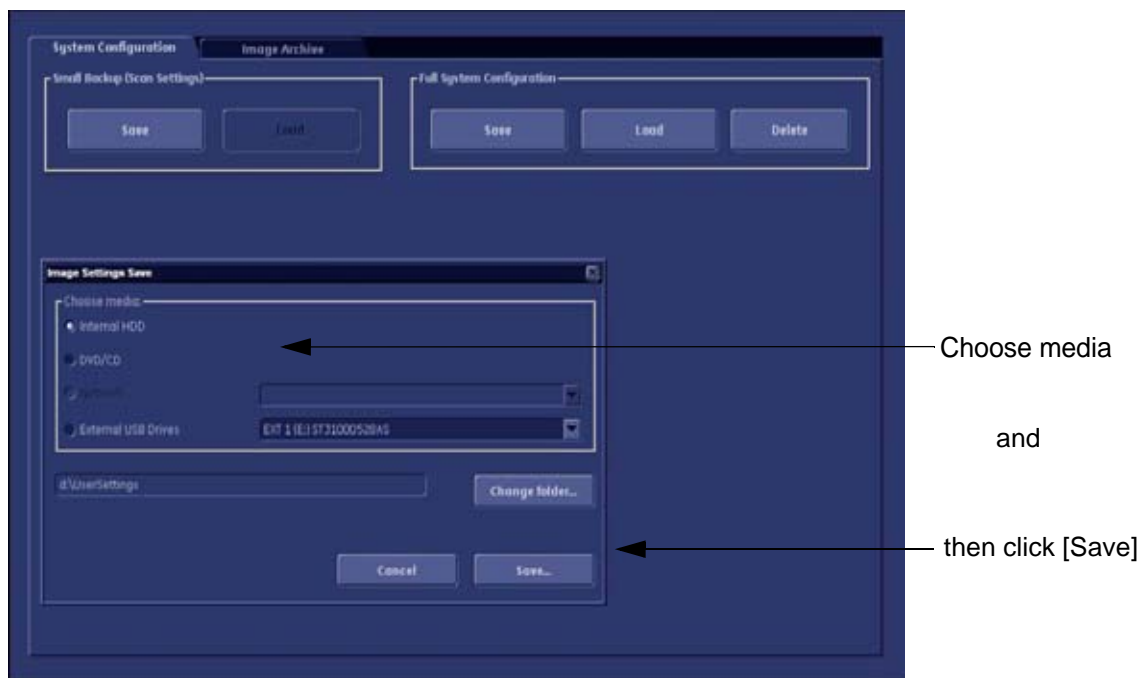 System Configuration
Image Archive
Small Backup (Scan Settings)
Save
Load
Full System Configuration
Save
Load
Delete
Image Settings Save
Choose media:
Internal HDD
DVD/CD
Network
External USB Drives
EXT 1 (E:) ST31000528AS
d:\UserSettings
Change folder...
Cancel
Save...
Choose media
and
then click [Save]